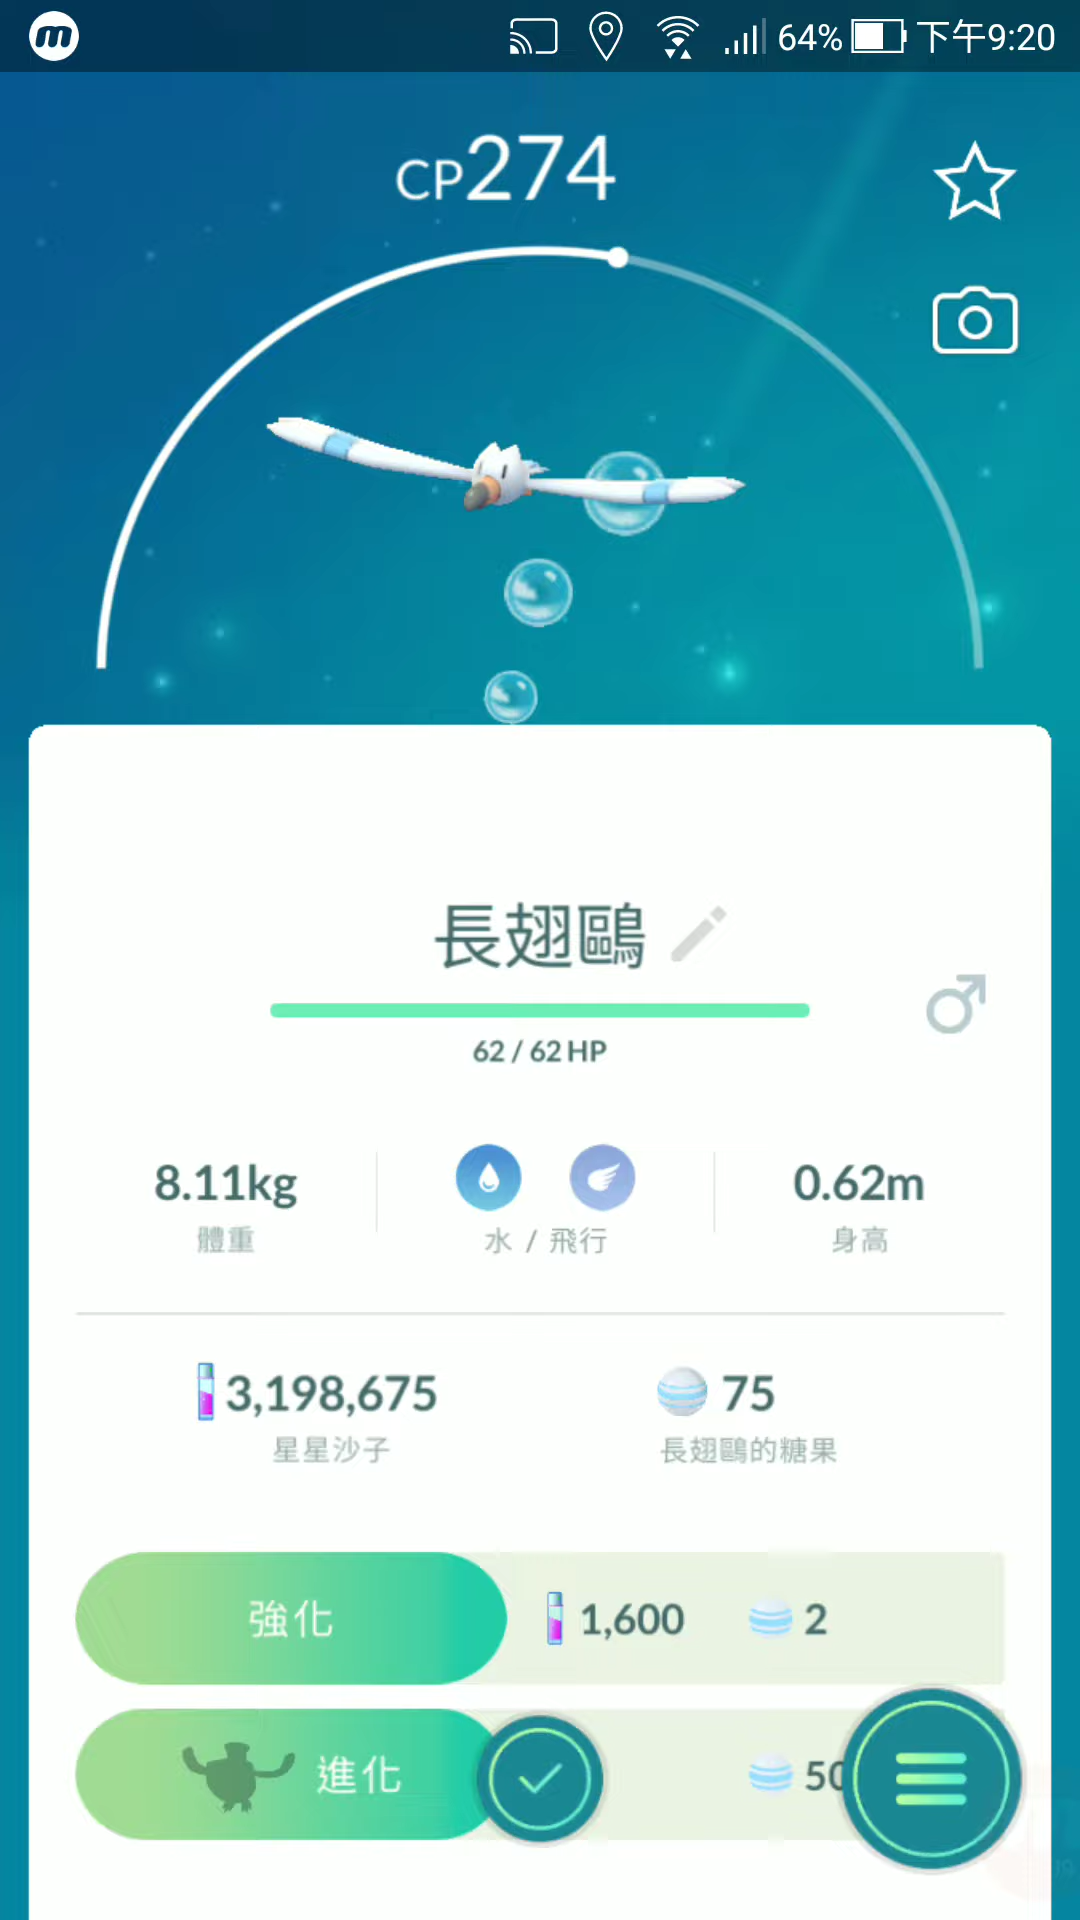 m 64% 下午9:20
CP274
長翅鷗
62 / 62 HP
8.11kg
體重
水 / 飛行
0.62m
身高
3,198,675
星星沙子
75
長翅鷗的糖果
強化 1,600 2
進化 50